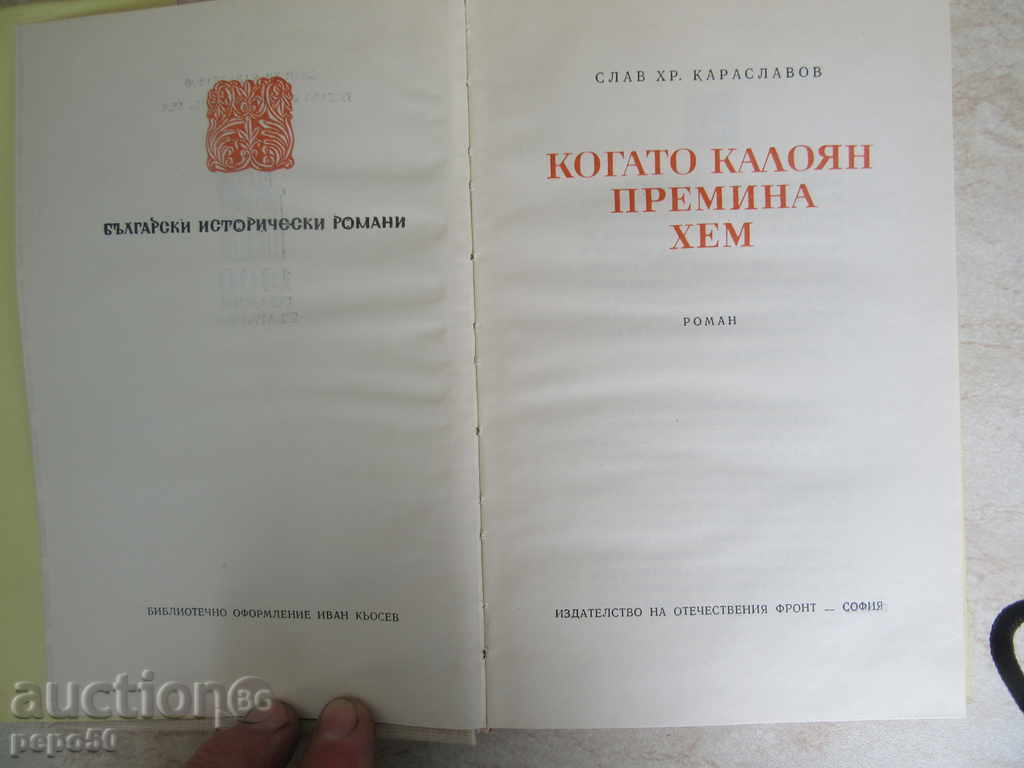 БЪЛГАРСКИ ИСТОРИЧЕСКИ РОМАНИ
БИБЛИОТЕЧНО ОФОРМЛЕНИЕ ИВАН КЬОСЕВ
СЛАВ ХР. КАРАСЛАВОВ
КОГАТО КАЛОЯН
ПРЕМИНА
ХЕМ
РОМАН
ИЗДАТЕЛСТВО НА ОТЕЧЕСТВЕНИЯ ФРОНТ — СОФИЯ
auction BG
pepo50